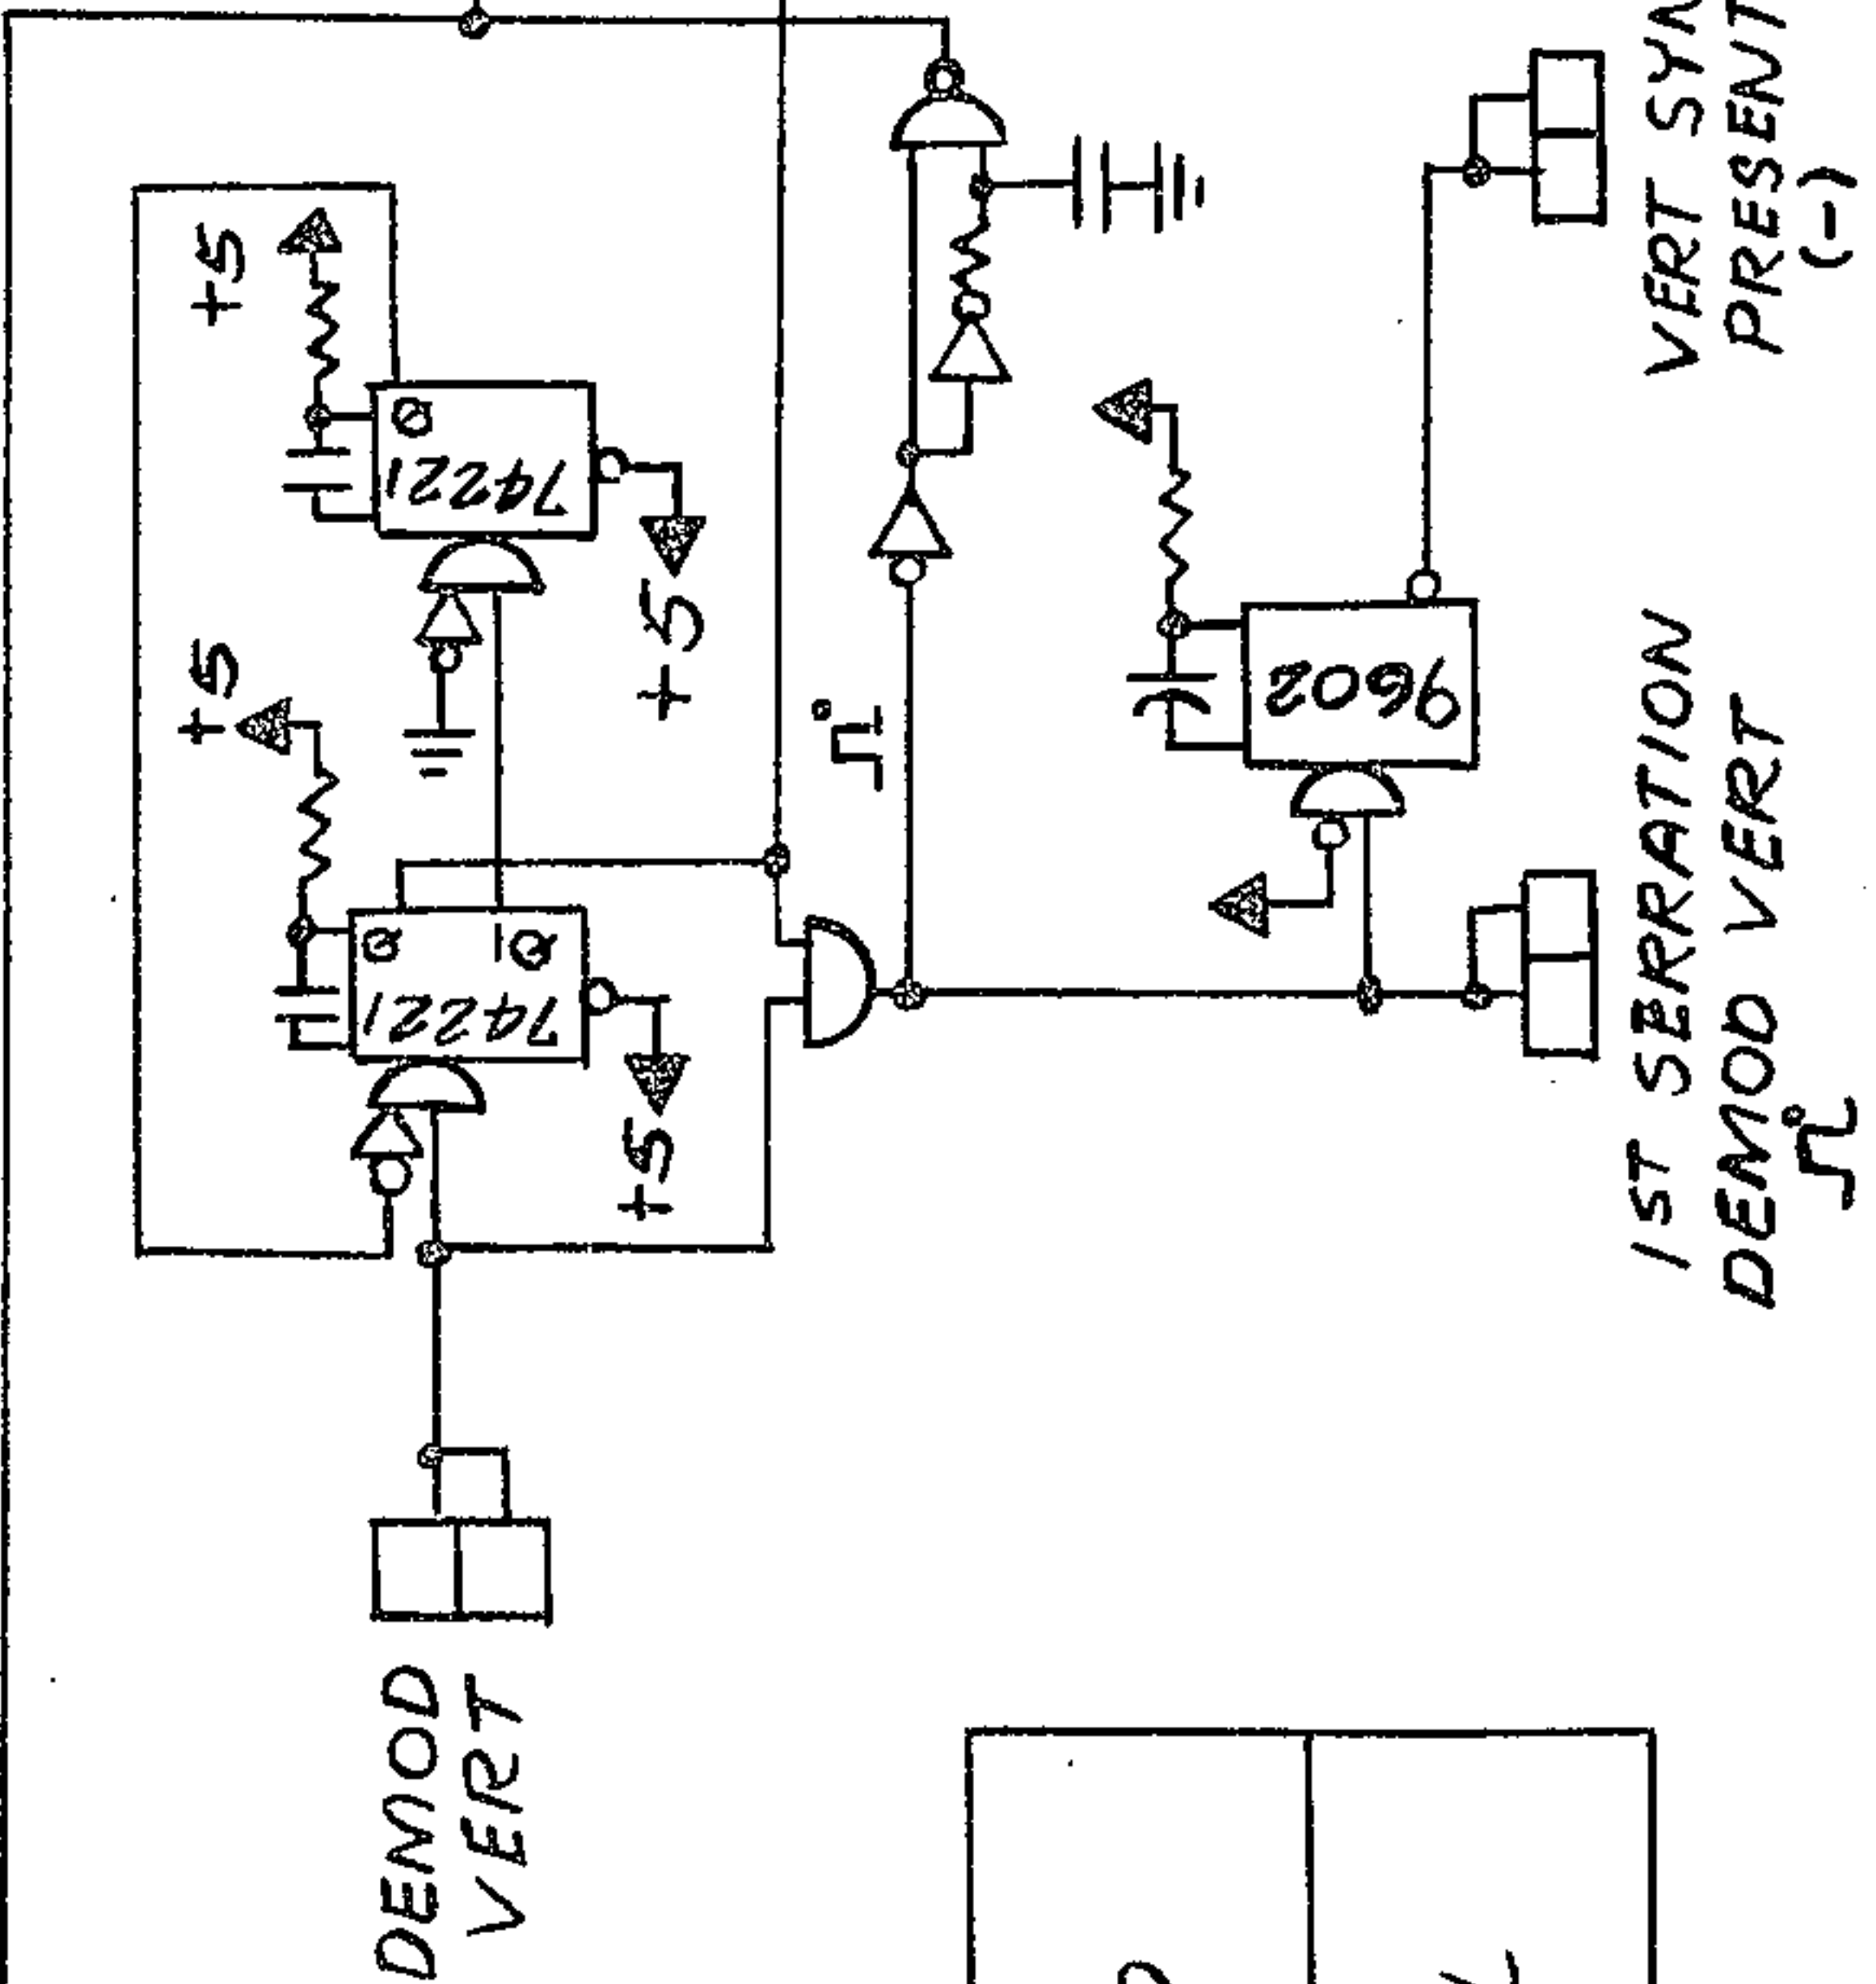 +5
+5
DEMOD
VERT
74221
Q
Q̅
74221
Q
+5
+5
9602
1ST SERRATION
DEMOD VERT
VERT SYN
PRESENT
(-)